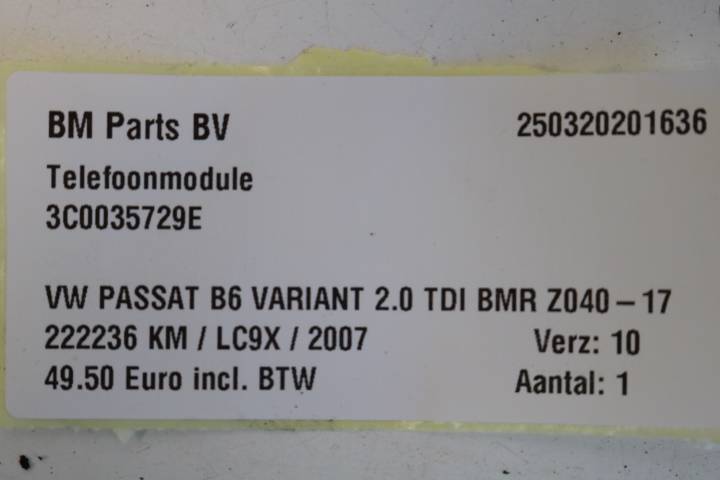 BM Parts BV 250320201636
Telefoonmodule
3C0035729E
VW PASSAT B6 VARIANT 2.0 TDI BMR Z040-17
222236 KM / LC9X / 2007 Verz: 10
49.50 Euro incl. BTW Aantal: 1